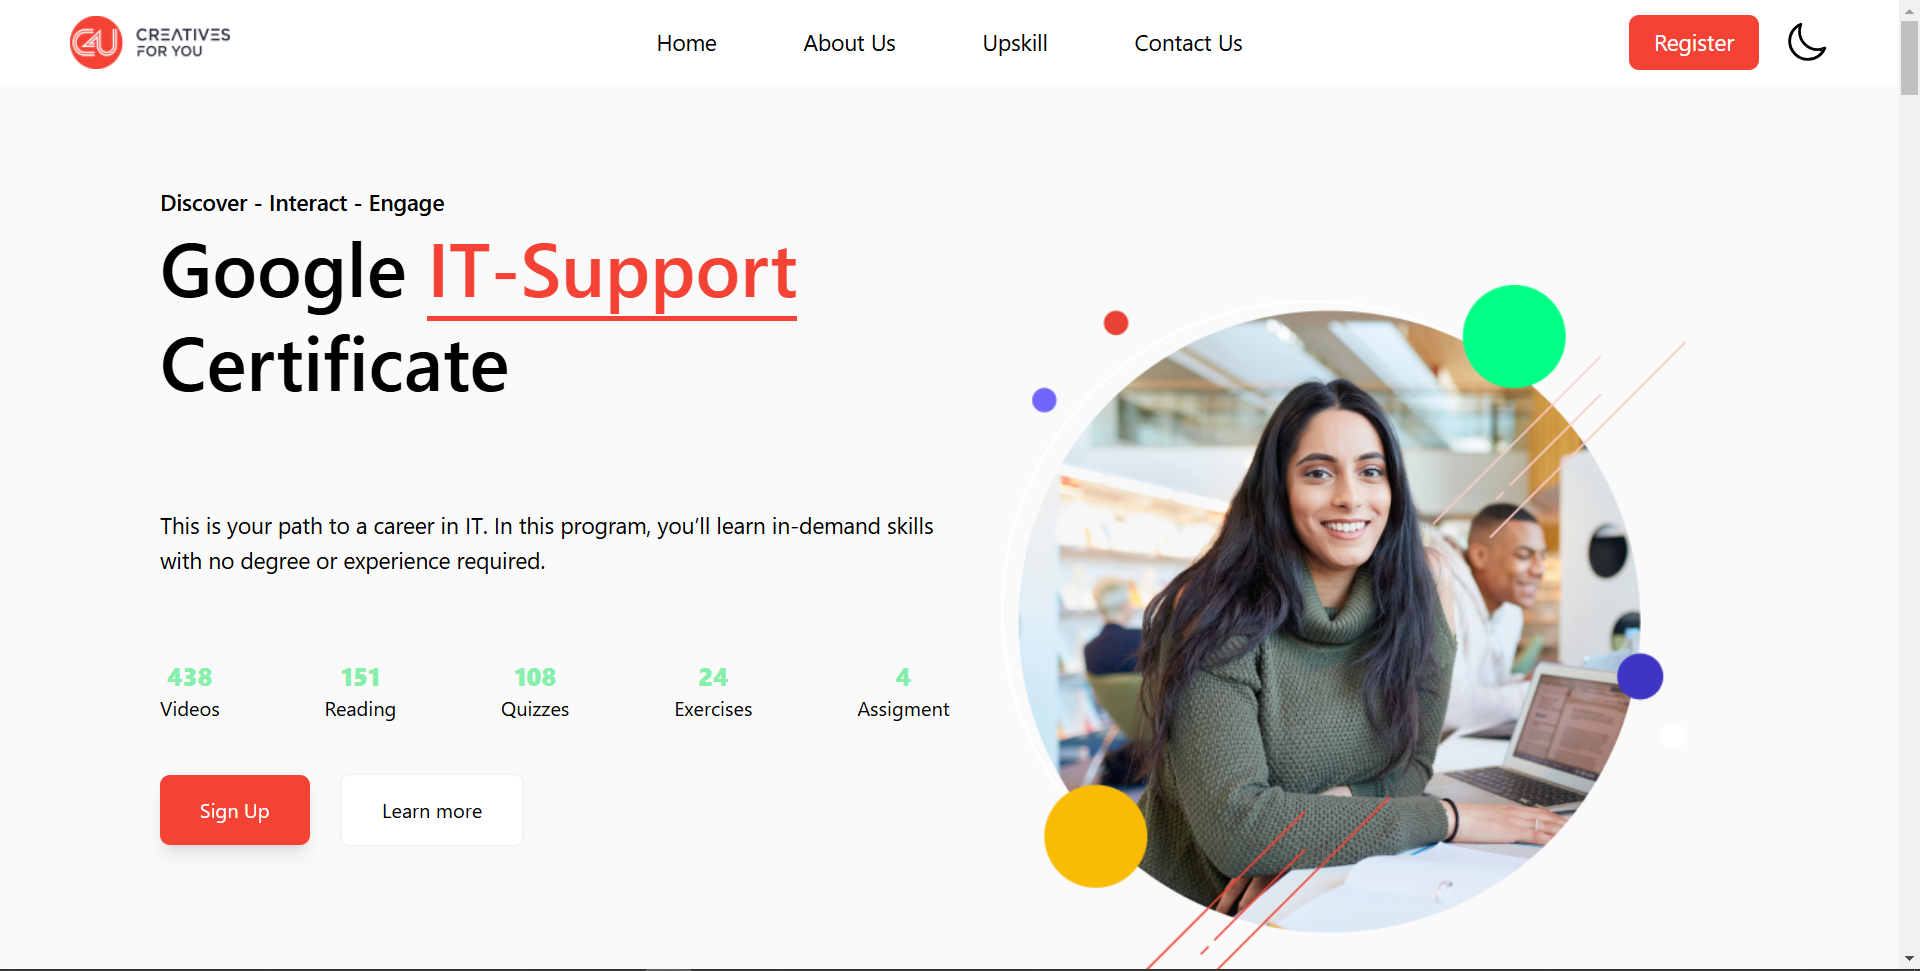 C4U CREATIVES
FOR YOU
Home About Us Upskill Contact Us
Register
Discover - Interact - Engage
Google IT-Support
Certificate
This is your path to a career in IT. In this program, you’ll learn in-demand skills
with no degree or experience required.
438 151 108 24 4
Videos Reading Quizzes Exercises Assigment
Sign Up Learn more